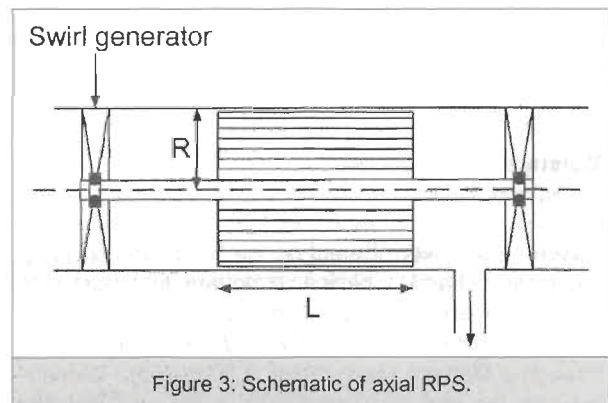 Swirl generator
R
L
Figure 3: Schematic of axial RPS.